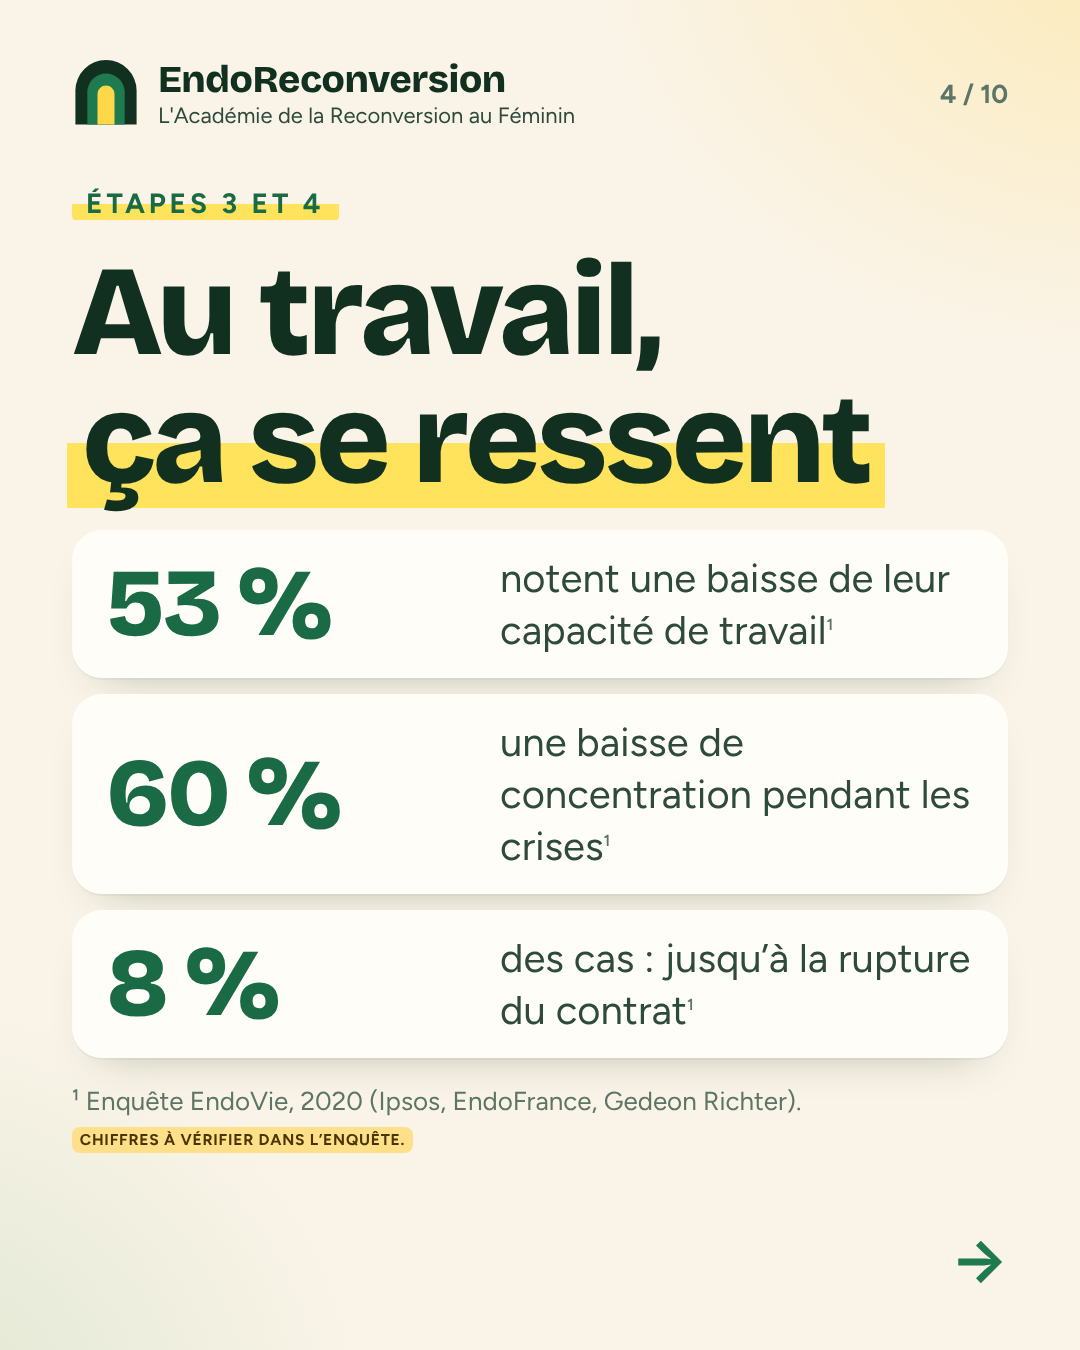 EndoReconversion
L'Académie de la Reconversion au Féminin
4 / 10
ÉTAPES 3 ET 4
Au travail,
ça se ressent
53 %
notent une baisse de leur
capacité de travail¹
60 %
une baisse de
concentration pendant les
crises¹
8 %
des cas : jusqu’à la rupture
du contrat¹
¹ Enquête EndoVie, 2020 (Ipsos, EndoFrance, Gedeon Richter).
CHIFFRES À VÉRIFIER DANS L’ENQUÊTE.